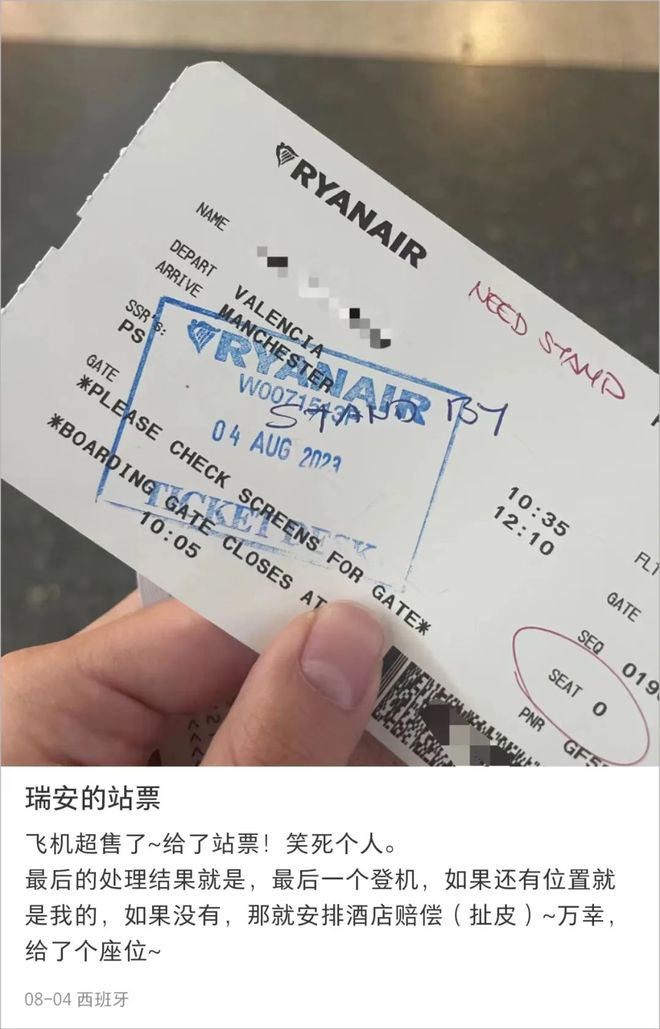 RYANAIR
NAME
NEED STAND
DEPART VALENCIA
ARRIVE MANCHESTER
SSR's:
PS
RYANAIR
STAND BY
04 AUG 2023
TICKET DESK
GATE
*PLEASE CHECK SCREENS FOR GATE*
*BOARDING GATE CLOSES AT
10:05
10:35
12:10
FLT
GATE
SEQ 019
SEAT 0
PNR
瑞安的站票
飞机超售了~给了站票！笑死个人。
最后的处理结果就是，最后一个登机，如果还有位置就
是我的，如果没有，那就安排酒店赔偿（扯皮）~万幸，
给了个座位~
08-04 西班牙